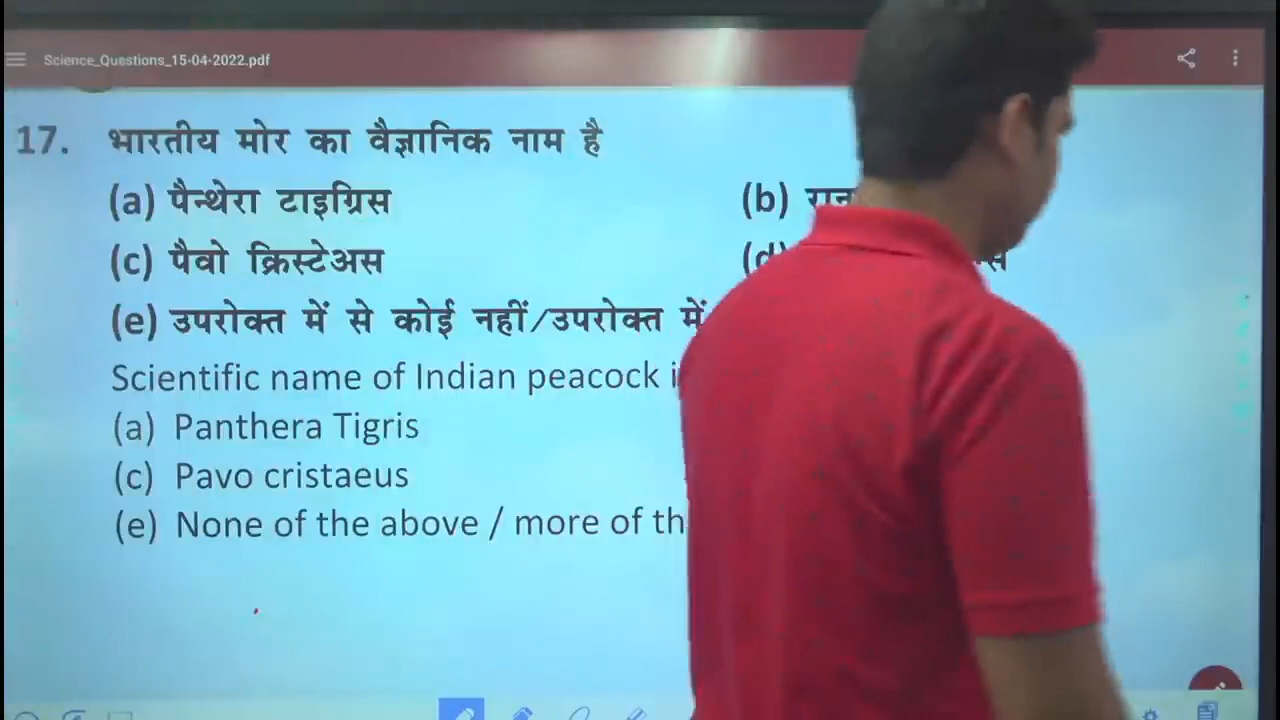 Science_Questions_15-04-2022.pdf
17. भारतीय मोर का वैज्ञानिक नाम है
(a) पैन्थेरा टाइग्रिस (b)
(c) पैवो क्रिस्टेअस (d)
(e) उपरोक्त में से कोई नहीं/उपरोक्त में
Scientific name of Indian peacock
(a) Panthera Tigris
(c) Pavo cristaeus
(e) None of the above / more of